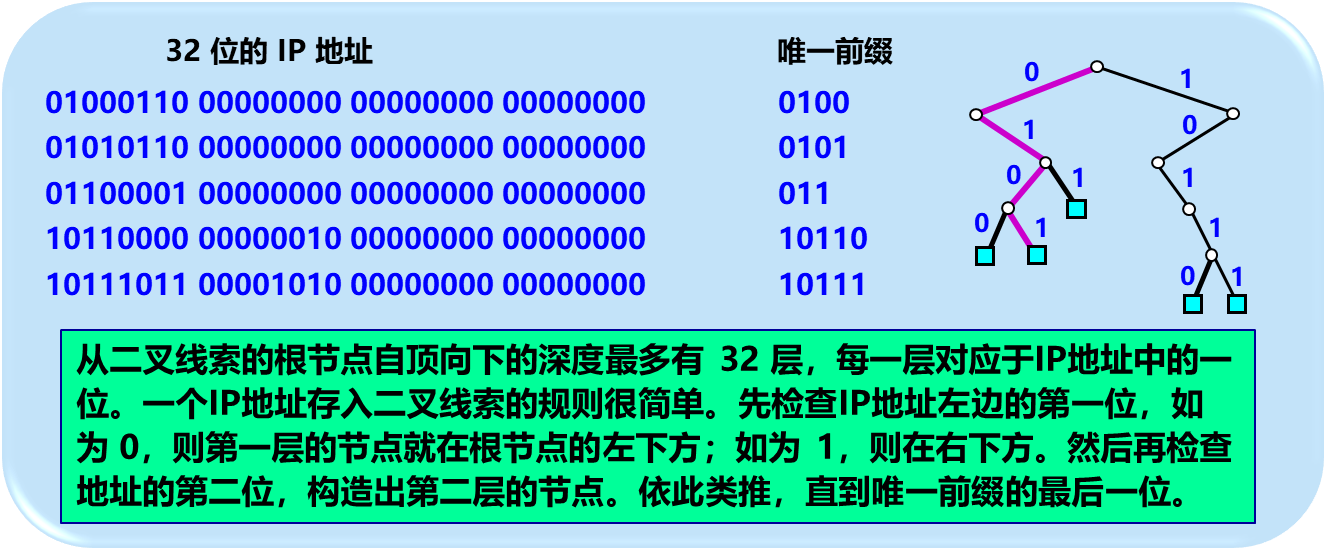 32 位的 IP 地址 唯一前缀
01000110 00000000 00000000 00000000 0100
01010110 00000000 00000000 00000000 0101
01100001 00000000 00000000 00000000 011
10110000 00000010 00000000 00000000 10110
10111011 00001010 00000000 00000000 10111
0 1
1 0
0 1 1
0 1 1
0 1
从二叉线索的根节点自顶向下的深度最多有 32 层，每一层对应于IP地址中的一
位。一个IP地址存入二叉线索的规则很简单。先检查IP地址左边的第一位，如
为 0，则第一层的节点就在根节点的左下方；如为 1，则在右下方。然后再检查
地址的第二位，构造出第二层的节点。依此类推，直到唯一前缀的最后一位。